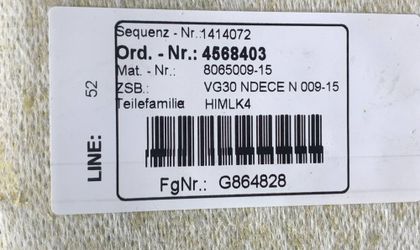 Sequenz - Nr.:1414072
Ord. - Nr.: 4568403
Mat. - Nr.: 8065009-15
ZSB.: VG30 NDECE N 009-15
Teilefamilie: HIMLK4
FgNr.: G864828
LINE: 52